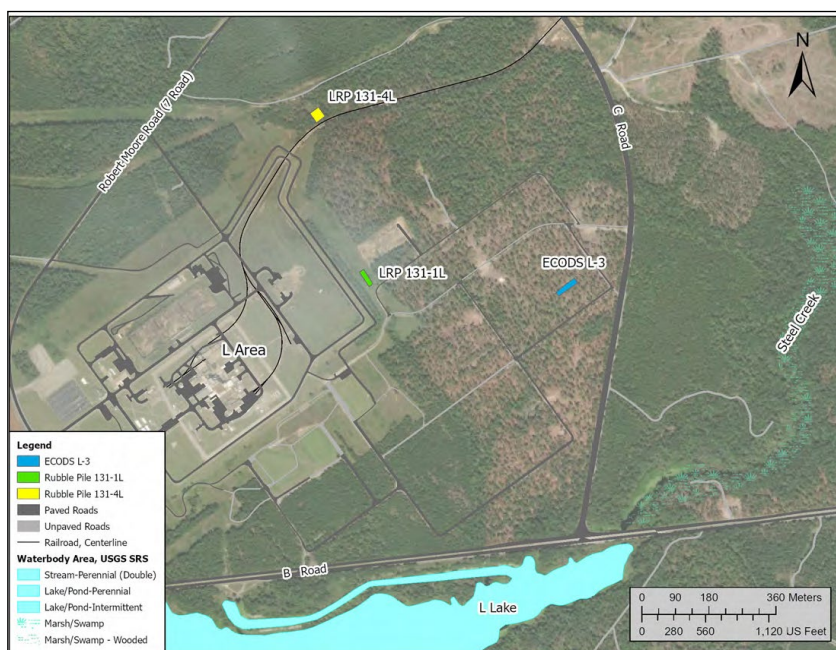 N
LRP 131-4L
Robert Moore Road (7 Road)
C Road
LRP 131-1L
ECODS L-3
Steel Creek
L Area
Legend
ECODS L-3
Rubble Pile 131-1L
Rubble Pile 131-4L
Paved Roads
Unpaved Roads
Railroad, Centerline
Waterbody Area, USGS SRS
Stream-Perennial (Double)
Lake/Pond-Perennial
Lake/Pond-Intermittent
Marsh/Swamp
Marsh/Swamp - Wooded
B Road
L Lake
0 90 180 360 Meters
0 280 560 1,120 US Feet